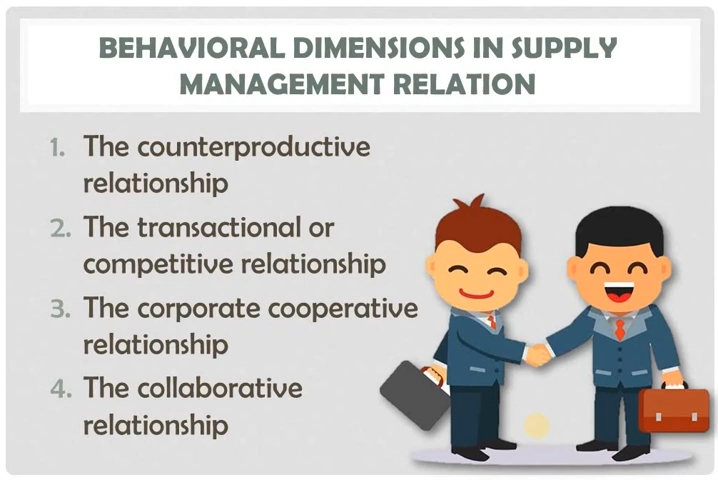 BEHAVIORAL DIMENSIONS IN SUPPLY
MANAGEMENT RELATION
1. The counterproductive
relationship
2. The transactional or
competitive relationship
3. The corporate cooperative
relationship
4. The collaborative
relationship